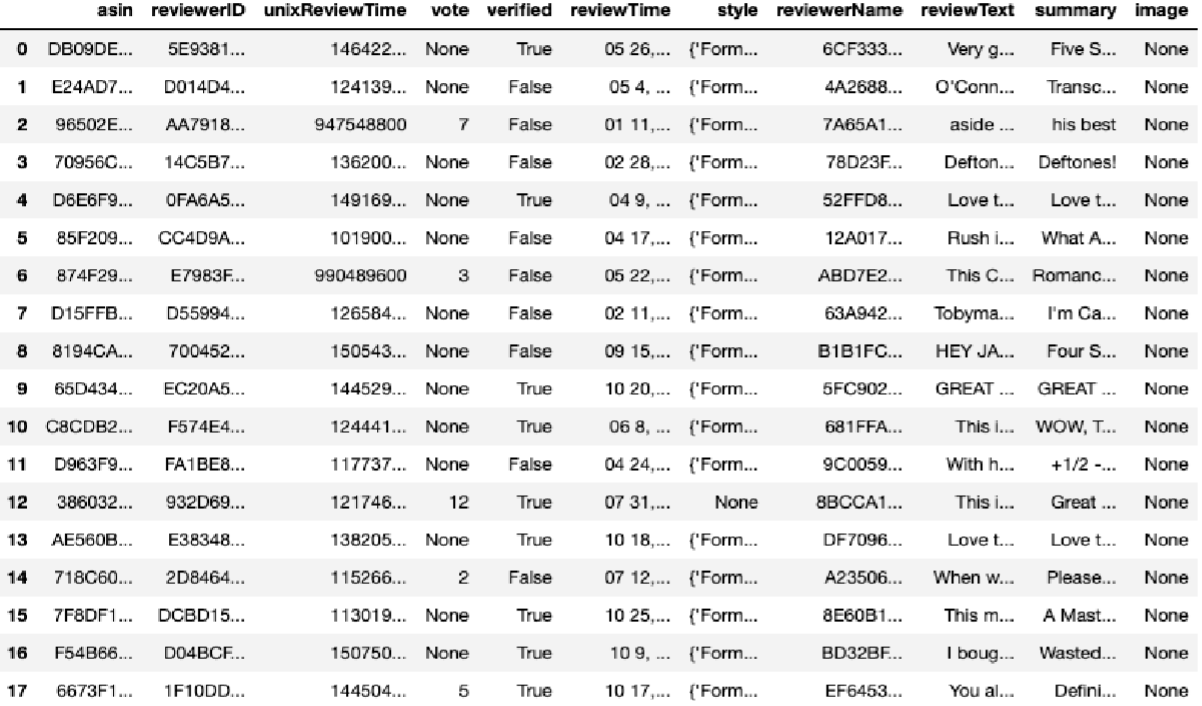 asin reviewerID unixReviewTime vote verified reviewTime style reviewerName reviewText summary image
0 DB09DE... 5E9381... 146422... None True 05 26,... {'Form... 6CF333... Very g... Five S... None
1 E24AD7... D014D4... 124139... None False 05 4, ... {'Form... 4A2688... O'Conn... Transc... None
2 96502E... AA7918... 947548800 7 False 01 11,... {'Form... 7A65A1... aside ... his best None
3 70956C... 14C5B7... 136200... None False 02 28,... {'Form... 78D23F... Defton... Deftones! None
4 D6E6F9... 0FA6A5... 149169... None True 04 9, ... {'Form... 52FFD8... Love t... Love t... None
5 85F209... CC4D9A... 101900... None False 04 17,... {'Form... 12A017... Rush i... What A... None
6 874F29... E7983F... 990489600 3 False 05 22,... {'Form... ABD7E2... This C... Romanc... None
7 D15FFB... D55994... 126584... None False 02 11,... {'Form... 63A942... Tobyma... I'm Ca... None
8 8194CA... 700452... 150543... None False 09 15,... {'Form... B1B1FC... HEY JA... Four S... None
9 65D434... EC20A5... 144529... None True 10 20,... {'Form... 5FC902... GREAT ... GREAT ... None
10 C8CDB2... F574E4... 124441... None True 06 8, ... {'Form... 681FFA... This i... WOW, T... None
11 D963F9... FA1BE8... 117737... None False 04 24,... {'Form... 9C0059... With h... +1/2 -... None
12 386032... 932D69... 121746... 12 True 07 31,... None 8BCCA1... This i... Great ... None
13 AE560B... E38348... 138205... None True 10 18,... {'Form... DF7096... Love t... Love t... None
14 718C60... 2D8464... 115266... 2 False 07 12,... {'Form... A23506... When w... Please... None
15 7F8DF1... DCBD15... 113019... None True 10 25,... {'Form... 8E60B1... This m... A Mast... None
16 F54B66... D04BCF... 150750... None True 10 9, ... {'Form... BD32BF... I boug... Wasted... None
17 6673F1... 1F10DD... 144504... 5 True 10 17,... {'Form... EF6453... You al... Defini... None